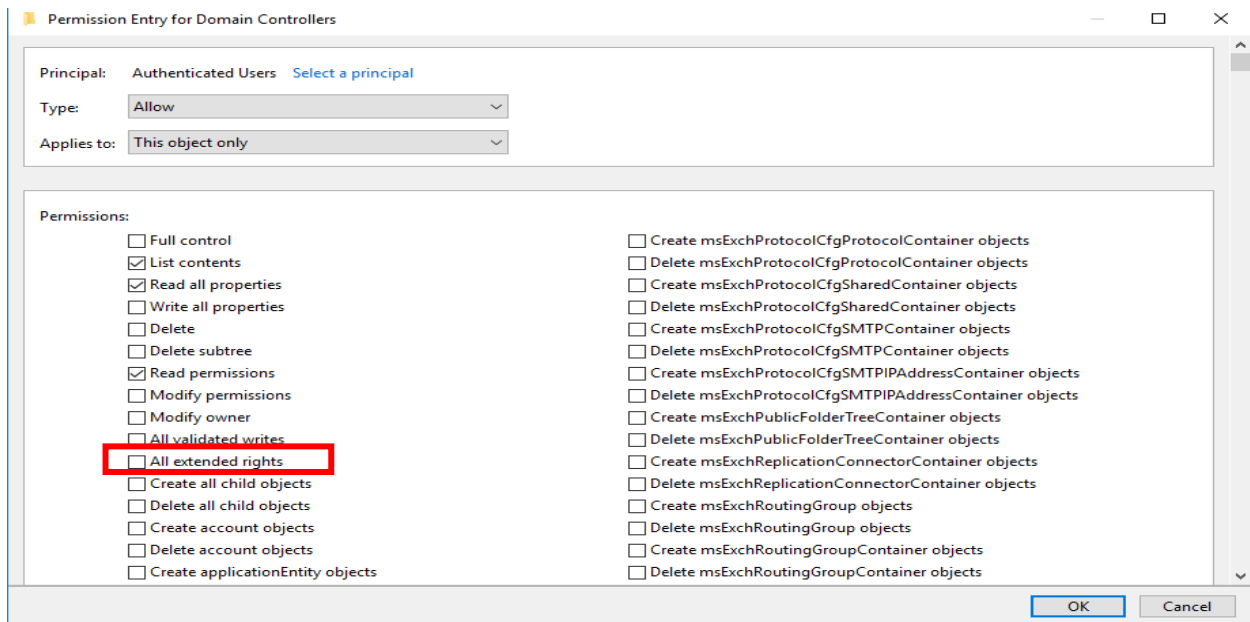 Permission Entry for Domain Controllers
Principal: Authenticated Users Select a principal
Type: Allow
Applies to: This object only
Permissions:
Full control
List contents
Read all properties
Write all properties
Delete
Delete subtree
Read permissions
Modify permissions
Modify owner
All validated writes
All extended rights
Create all child objects
Delete all child objects
Create account objects
Delete account objects
Create applicationEntity objects
Create msExchProtocolCfgProtocolContainer objects
Delete msExchProtocolCfgProtocolContainer objects
Create msExchProtocolCfgSharedContainer objects
Delete msExchProtocolCfgSharedContainer objects
Create msExchProtocolCfgSMTPContainer objects
Delete msExchProtocolCfgSMTPContainer objects
Create msExchProtocolCfgSMTPIPAddressContainer objects
Delete msExchProtocolCfgSMTPIPAddressContainer objects
Create msExchPublicFolderTreeContainer objects
Delete msExchPublicFolderTreeContainer objects
Create msExchReplicationConnectorContainer objects
Delete msExchReplicationConnectorContainer objects
Create msExchRoutingGroup objects
Delete msExchRoutingGroup objects
Create msExchRoutingGroupContainer objects
Delete msExchRoutingGroupContainer objects
OK Cancel